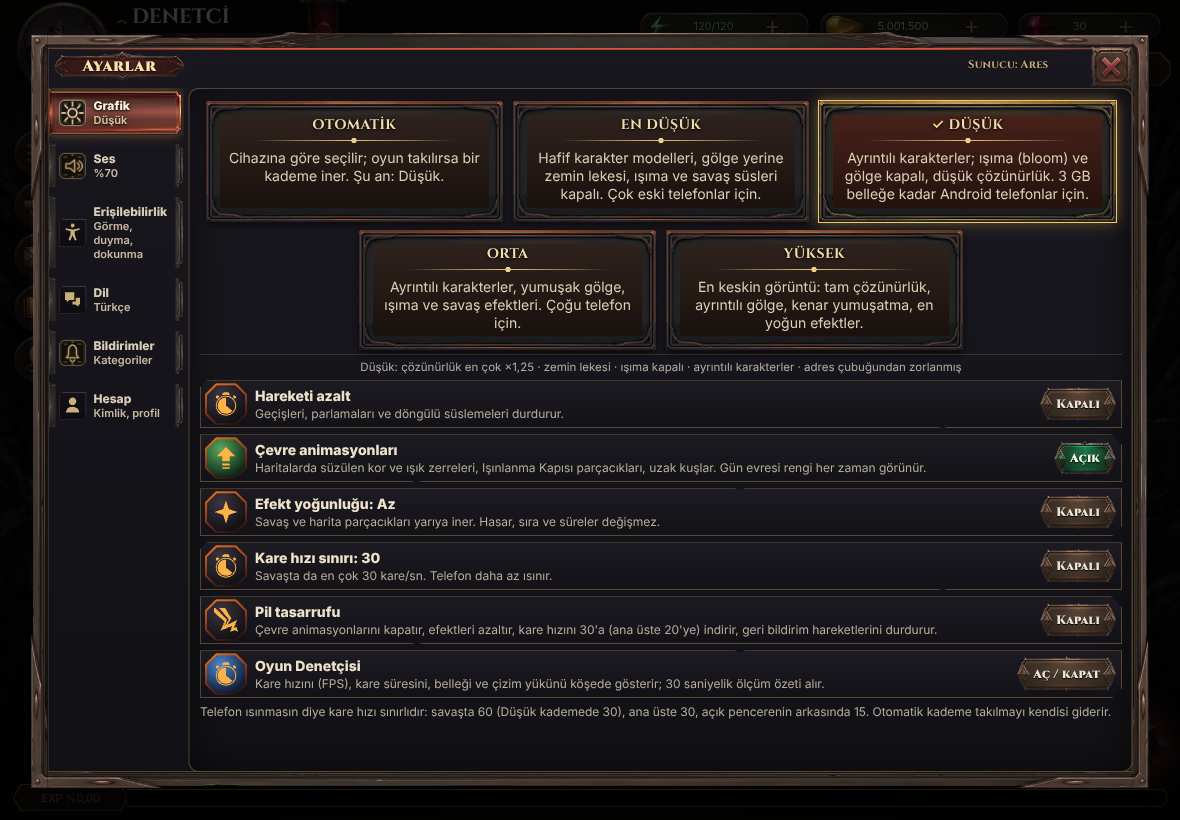 DENETCİ
120/120
5,001,500
30
AYARLAR
SUNUCU: ARES
Grafik
Düşük
Ses
%70
Erişilebilirlik
Görme,
duyma,
dokunma
Dil
Türkçe
Bildirimler
Kategoriler
Hesap
Kimlik, profil
OTOMATİK
Cihazına göre seçilir; oyun takılırsa bir
kademe iner. Şu an: Düşük.
EN DÜŞÜK
Hafif karakter modelleri, gölge yerine
zemin lekesi, ışıma ve savaş süsleri
kapalı. Çok eski telefonlar için.
✓ DÜŞÜK
Ayrıntılı karakterler; ışıma (bloom) ve
gölge kapalı, düşük çözünürlük. 3 GB
belleğe kadar Android telefonlar için.
ORTA
Ayrıntılı karakterler, yumuşak gölge,
ışıma ve savaş efektleri. Çoğu telefon
için.
YÜKSEK
En keskin görüntü: tam çözünürlük,
ayrıntılı gölge, kenar yumuşatma, en
yoğun efektler.
Düşük: çözünürlük en çok ×1,25 · zemin lekesi · ışıma kapalı · ayrıntılı karakterler · adres çubuğundan zorlanmış
Hareketi azalt
Geçişleri, parlamaları ve döngülü süslemeleri durdurur.
KAPALI
Çevre animasyonları
Haritalarda süzülen kor ve ışık zerreleri, Işınlanma Kapısı parçacıkları, uzak kuşlar. Gün evresi rengi her zaman görünür.
AÇIK
Efekt yoğunluğu: Az
Savaş ve harita parçacıkları yarıya iner. Hasar, sıra ve süreler değişmez.
KAPALI
Kare hızı sınırı: 30
Savaşta da en çok 30 kare/sn. Telefon daha az ısınır.
KAPALI
Pil tasarrufu
Çevre animasyonlarını kapatır, efektleri azaltır, kare hızını 30'a (ana üste 20'ye) indirir, geri bildirim hareketlerini durdurur.
KAPALI
Oyun Denetçisi
Kare hızını (FPS), kare süresini, belleği ve çizim yükünü köşede gösterir; 30 saniyelik ölçüm özeti alır.
AÇ / KAPAT
Telefon ısınmasın diye kare hızı sınırlıdır: savaşta 60 (Düşük kademede 30), ana üste 30, açık pencerenin arkasında 15. Otomatik kademe takılmayı kendisi giderir.
EXP %0,00